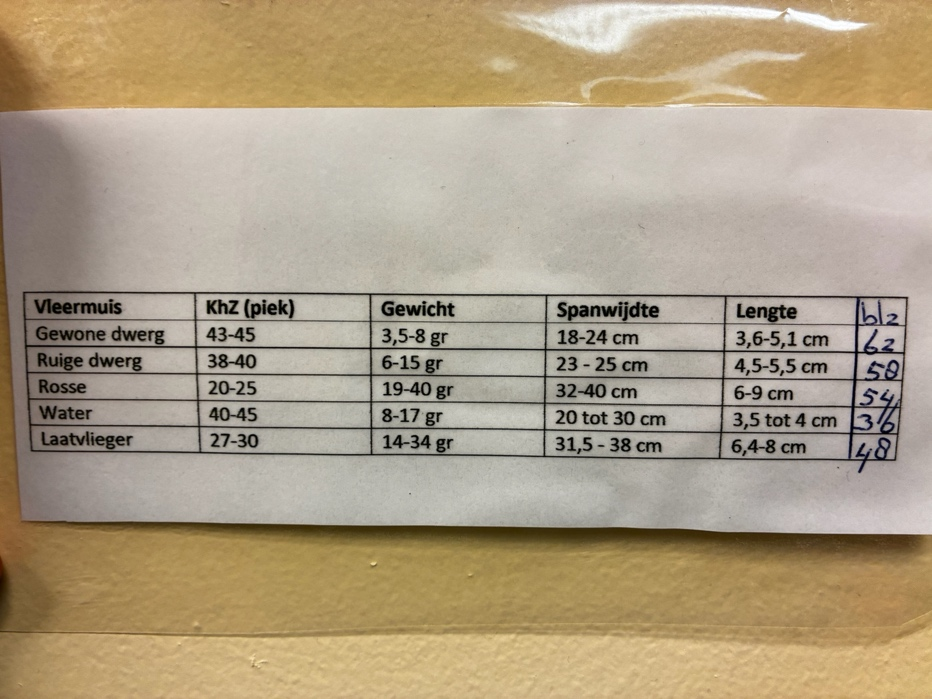 Vleermuis KhZ (piek) Gewicht Spanwijdte Lengte blz
Gewone dwerg 43-45 3,5-8 gr 18-24 cm 3,6-5,1 cm 62
Ruige dwerg 38-40 6-15 gr 23 - 25 cm 4,5-5,5 cm 58
Rosse 20-25 19-40 gr 32-40 cm 6-9 cm 54
Water 40-45 8-17 gr 20 tot 30 cm 3,5 tot 4 cm 36
Laatvlieger 27-30 14-34 gr 31,5 - 38 cm 6,4-8 cm 48